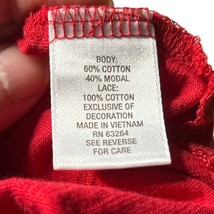 BODY:
60% COTTON
40% MODAL
LACE:
100% COTTON
EXCLUSIVE OF
DECORATION
MADE IN VIETNAM
RN 63264
SEE REVERSE
FOR CARE